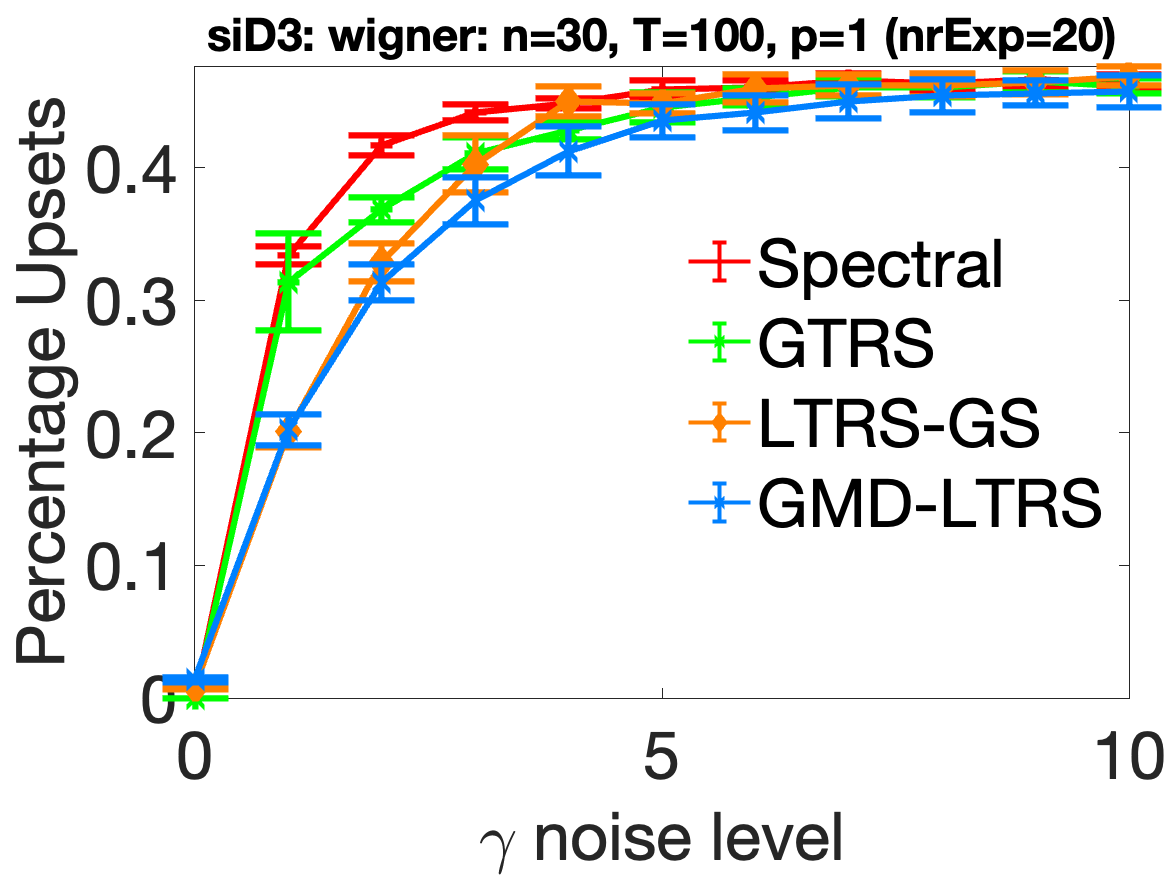 siD3: wigner: n=30, T=100, p=1 (nrExp=20)
Percentage Upsets
0.4
0.3
0.2
0.1
0
Spectral
GTRS
LTRS-GS
GMD-LTRS
0 5 10
γ noise level